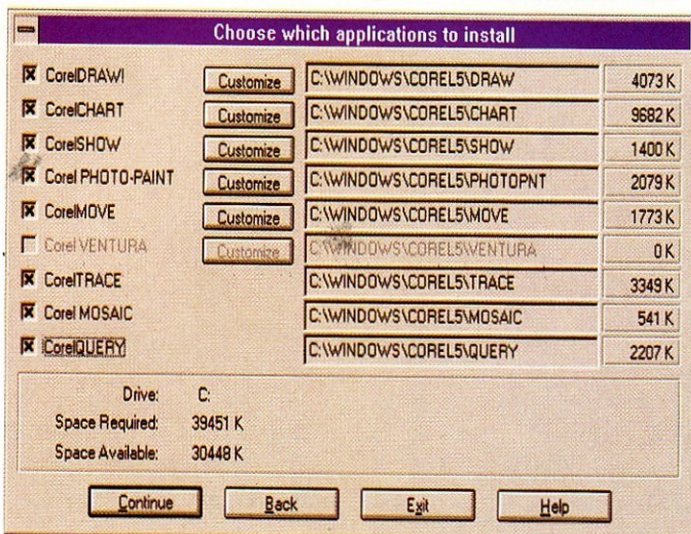 Choose which applications to install
CorelDRAW! Customize C:\WINDOWS\COREL5\DRAW 4073 K
CorelCHART Customize C:\WINDOWS\COREL5\CHART 9682 K
CorelSHOW Customize C:\WINDOWS\COREL5\SHOW 1400 K
Corel PHOTO-PAINT Customize C:\WINDOWS\COREL5\PHOTOPNT 2079 K
CorelMOVE Customize C:\WINDOWS\COREL5\MOVE 1773 K
Corel VENTURA Customize C:\WINDOWS\COREL5\VENTURA 0 K
CorelTRACE C:\WINDOWS\COREL5\TRACE 3349 K
Corel MOSAIC C:\WINDOWS\COREL5\MOSAIC 541 K
CorelQUERY C:\WINDOWS\COREL5\QUERY 2207 K
Drive: C:
Space Required: 39451 K
Space Available: 30448 K
Continue Back Exit Help